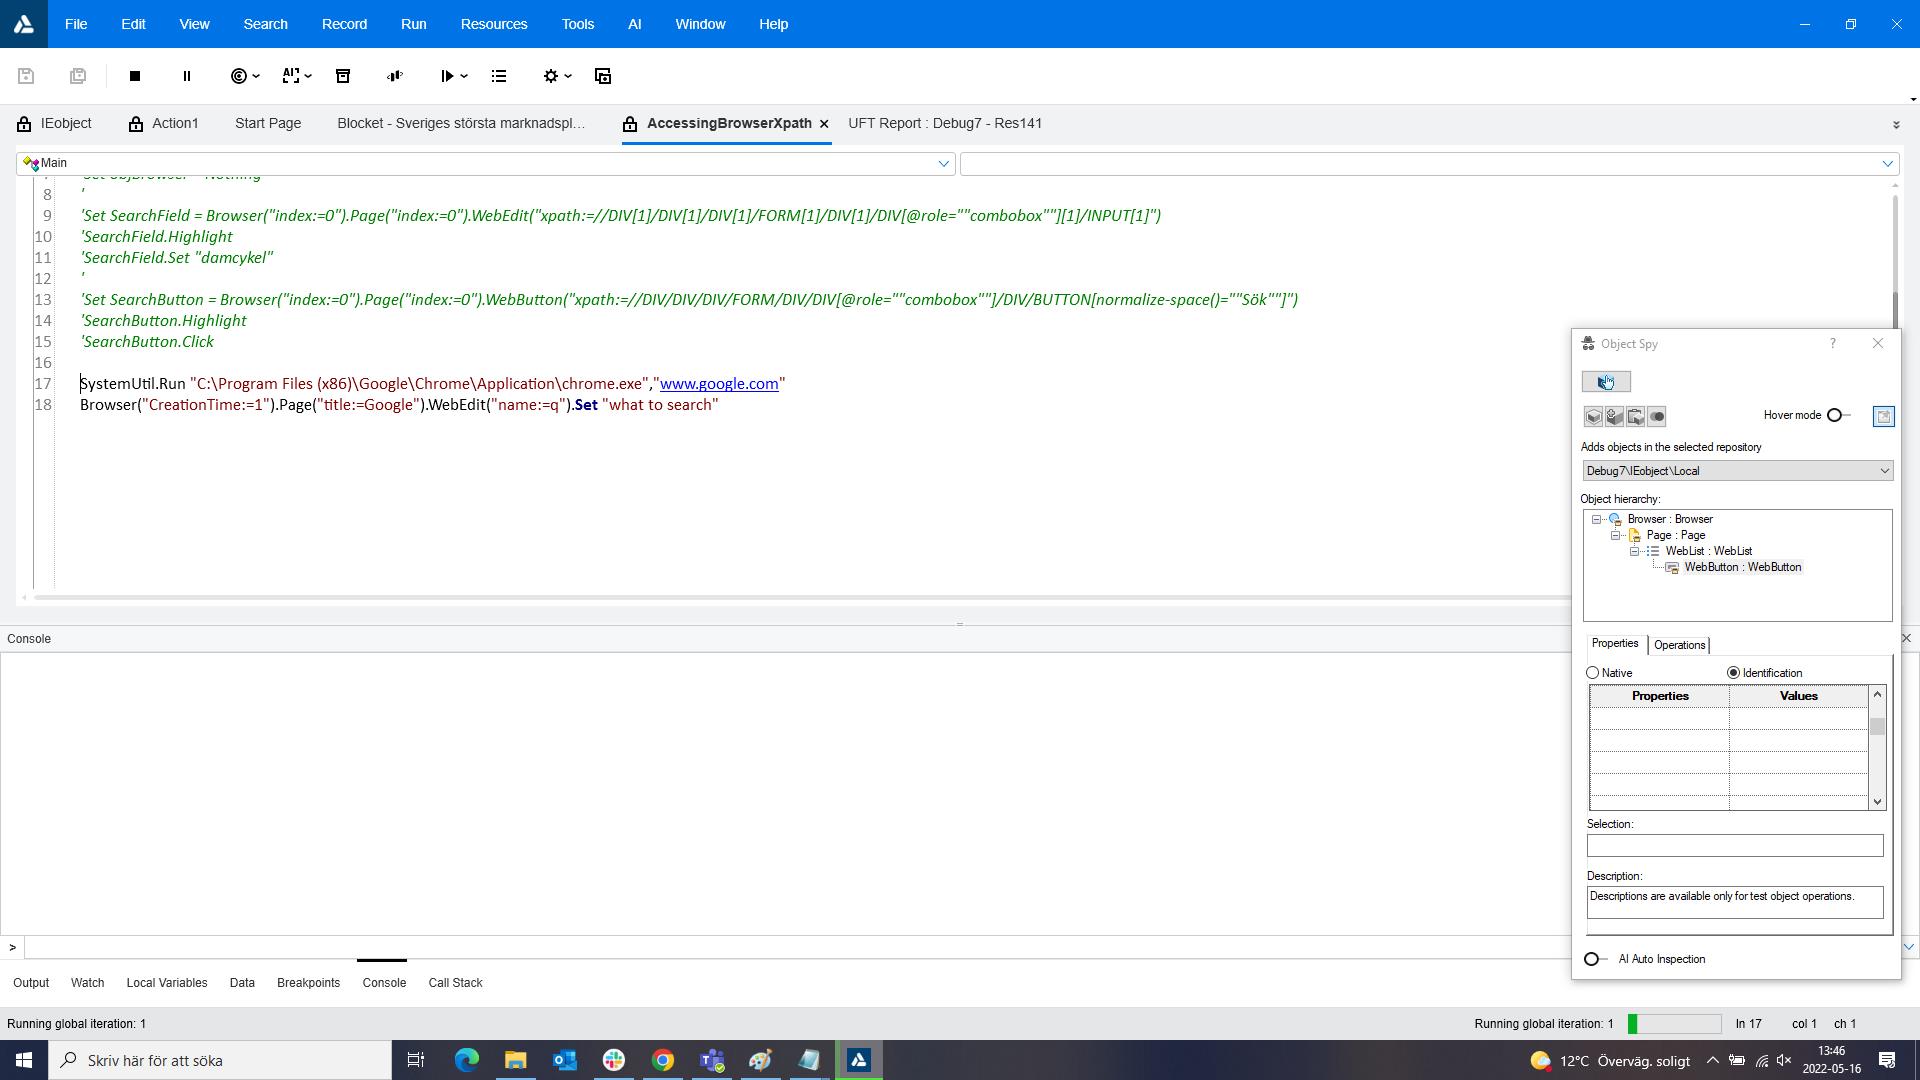 File Edit View Search Record Run Resources Tools AI Window Help
IEobject Action1 Start Page Blocket - Sveriges största marknadspl... AccessingBrowserXpath UFT Report : Debug7 - Res141
Main
8 '
9 'Set SearchField = Browser("index:=0").Page("index:=0").WebEdit("xpath:=//DIV[1]/DIV[1]/DIV[1]/FORM[1]/DIV[1]/DIV[@role=""combobox""][1]/INPUT[1]")
10 'SearchField.Highlight
11 'SearchField.Set "damcykel"
12 '
13 'Set SearchButton = Browser("index:=0").Page("index:=0").WebButton("xpath:=//DIV/DIV/DIV/FORM/DIV/DIV[@role=""combobox""]/DIV/BUTTON[normalize-space()=""Sök""]")
14 'SearchButton.Highlight
15 'SearchButton.Click
16
17 SystemUtil.Run "C:\Program Files (x86)\Google\Chrome\Application\chrome.exe","www.google.com"
18 Browser("CreationTime:=1").Page("title:=Google").WebEdit("name:=q").Set "what to search"
Object Spy ?
Hover mode
Adds objects in the selected repository
Debug7\IEobject\Local
Object hierarchy:
Browser : Browser
Page : Page
WebList : WebList
WebButton : WebButton
Properties Operations
Native Identification
Properties Values
Selection:
Description:
Descriptions are available only for test object operations.
AI Auto Inspection
Console
>
Output Watch Local Variables Data Breakpoints Console Call Stack
Running global iteration: 1 Running global iteration: 1 ln 17 col 1 ch 1
Skriv här för att söka
12°C Överväg. soligt
13:46
2022-05-16